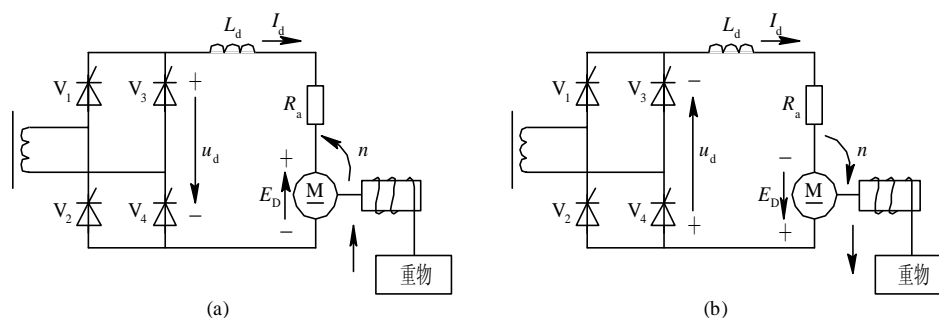 L_d
I_d
V_1
V_3
+
R_a
u_d
n
+
E_D
M
V_2
V_4
−
−
重物
(a)
L_d
I_d
V_1
V_3
−
R_a
u_d
n
−
E_D
M
V_2
V_4
+
+
重物
(b)